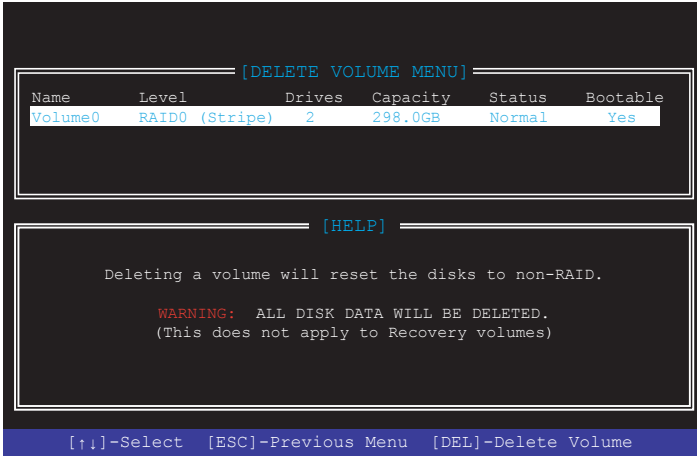 [DELETE VOLUME MENU]
Name Level Drives Capacity Status Bootable
Volume0 RAID0 (Stripe) 2 298.0GB Normal Yes
[HELP]
Deleting a volume will reset the disks to non-RAID.
WARNING: ALL DISK DATA WILL BE DELETED.
(This does not apply to Recovery volumes)
[↑↓]-Select [ESC]-Previous Menu [DEL]-Delete Volume